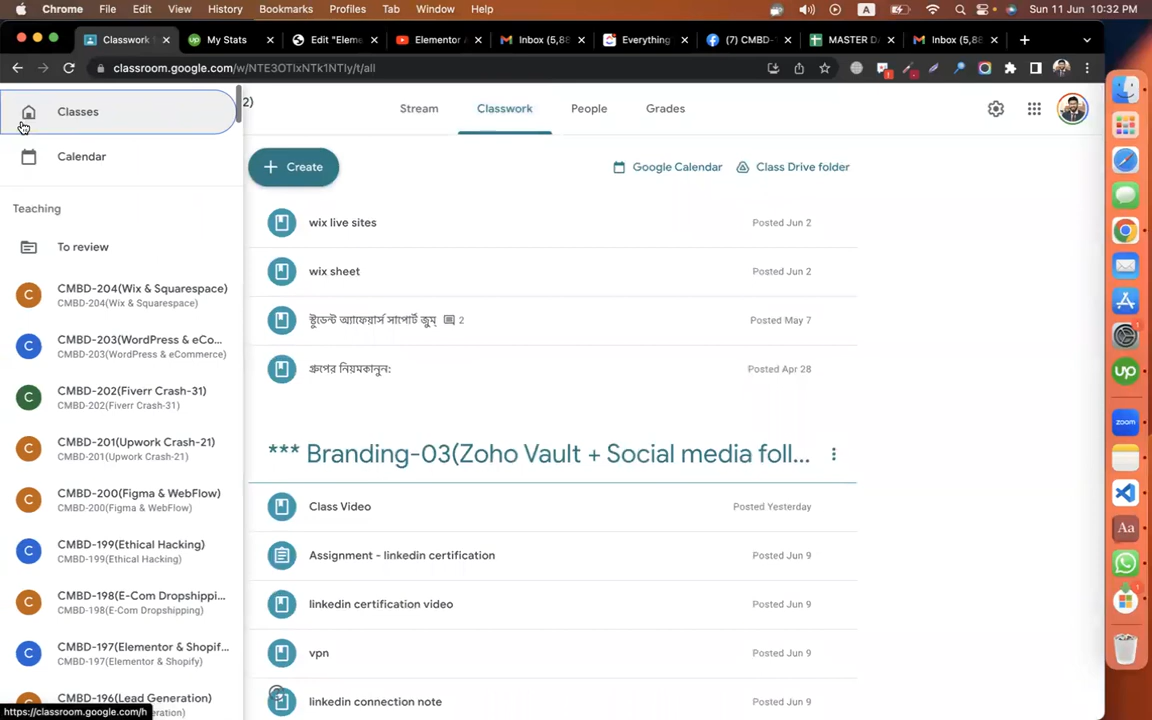 Chrome File Edit View History Bookmarks Profiles Tab Window Help A Sun 11 Jun 10:32 PM
Classwork My Stats Edit "Eleme Elementor Inbox (5,88 Everything (7) CMBD- MASTER D Inbox (5,88
classroom.google.com/w/NTE3OTIxNTk1NTIy/t/all
2)
Stream Classwork People Grades
Classes
Calendar
Teaching
To review
CMBD-204(Wix & Squarespace)
CMBD-204(Wix & Squarespace)
CMBD-203(WordPress & eCo...
CMBD-203(WordPress & eCommerce)
CMBD-202(Fiverr Crash-31)
CMBD-202(Fiverr Crash-31)
CMBD-201(Upwork Crash-21)
CMBD-201(Upwork Crash-21)
CMBD-200(Figma & WebFlow)
CMBD-200(Figma & WebFlow)
CMBD-199(Ethical Hacking)
CMBD-199(Ethical Hacking)
CMBD-198(E-Com Dropshippi...
CMBD-198(E-Com Dropshipping)
CMBD-197(Elementor & Shopif...
CMBD-197(Elementor & Shopify)
CMBD-196(Lead Generation)
eneration)
https://classroom.google.com/h
Create Google Calendar Class Drive folder
wix live sites Posted Jun 2
wix sheet Posted Jun 2
স্টুডেন্ট অ্যাফেয়ার্স সাপোর্ট জুম্ 2 Posted May 7
গ্রুপের নিয়মকানুন: Posted Apr 28
*** Branding-03(Zoho Vault + Social media foll...
Class Video Posted Yesterday
Assignment - linkedin certification Posted Jun 9
linkedin certification video Posted Jun 9
vpn Posted Jun 9
linkedin connection note Posted Jun 9
C
C
C
C
C
C
C
C
up
zoom
Aa